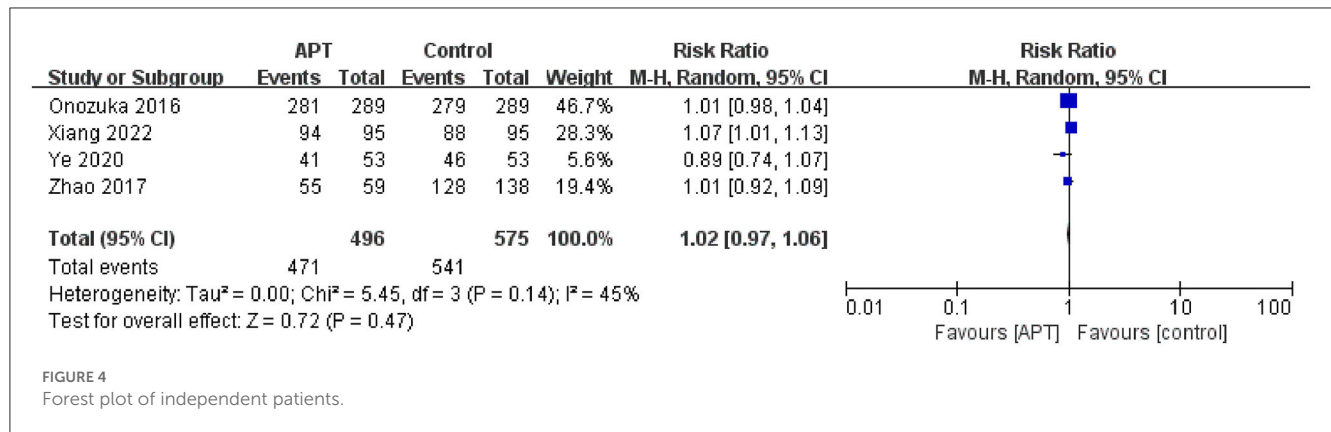 APT Control Risk Ratio Risk Ratio
Study or Subgroup Events Total Events Total Weight M-H, Random, 95% CI M-H, Random, 95% CI
Onozuka 2016 281 289 279 289 46.7% 1.01 [0.98, 1.04]
Xiang 2022 94 95 88 95 28.3% 1.07 [1.01, 1.13]
Ye 2020 41 53 46 53 5.6% 0.89 [0.74, 1.07]
Zhao 2017 55 59 128 138 19.4% 1.01 [0.92, 1.09]
Total (95% CI) 496 575 100.0% 1.02 [0.97, 1.06]
Total events 471 541
Heterogeneity: Tau² = 0.00; Chi² = 5.45, df = 3 (P = 0.14); I² = 45%
Test for overall effect: Z = 0.72 (P = 0.47)
0.01 0.1 1 10 100
Favours [APT] Favours [control]
FIGURE 4
Forest plot of independent patients.